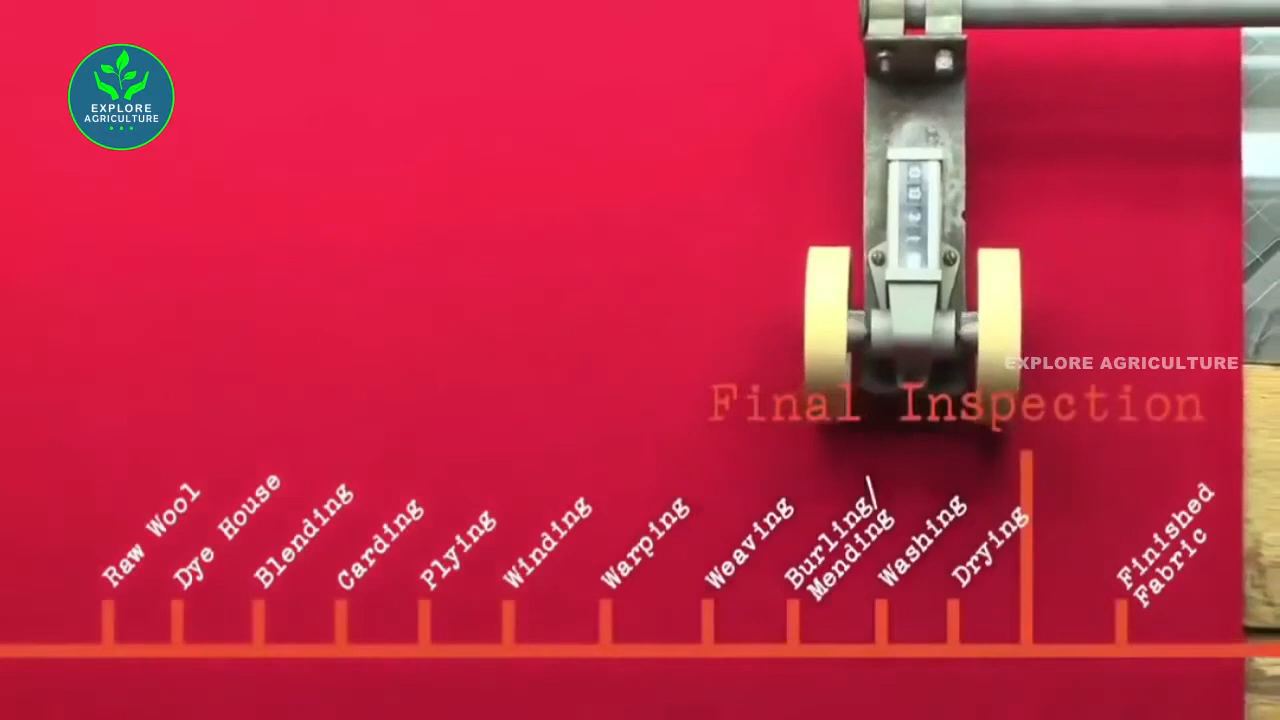 EXPLORE
AGRICULTURE
EXPLORE AGRICULTURE
Final Inspection
Raw Wool
Dye House
Blending
Carding
Plying
Winding
Warping
Weaving
Burling/
Mending
Washing
Drying
Finished
Fabric